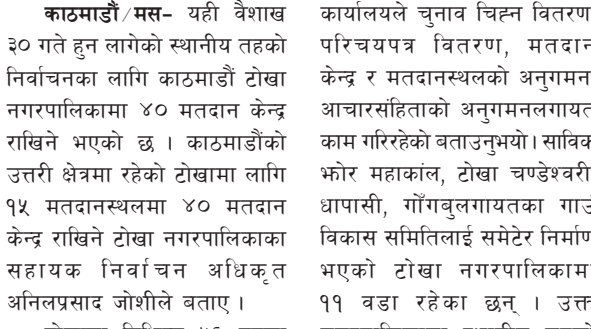 काठमाडौं/मस– यही वैशाख
३० गते हुन लागेको स्थानीय तहको
निर्वाचनका लागि काठमाडौं टोखा
नगरपालिकामा ४० मतदान केन्द्र
राखिने भएको छ । काठमाडौंको
उत्तरी क्षेत्रमा रहेको टोखामा लागि
१५ मतदानस्थलमा ४० मतदान
केन्द्र राखिने टोखा नगरपालिकाका
सहायक निर्वाचन अधिकृत
अनिलप्रसाद जोशीले बताए ।
कार्यालयले चुनाव चिह्न वितरण
परिचयपत्र वितरण, मतदान
केन्द्र र मतदानस्थलको अनुगमन
आचारसंहिताको अनुगमनलगायत
काम गरिरहेको बताउनुभयो। साविक
झोर महाकांल, टोखा चण्डेश्वरी
धापासी, गोँगबुलगायतका गाउँ
विकास समितिलाई समेटेर निर्माण
भएको टोखा नगरपालिकामा
११ वडा रहेका छन् । उक्त